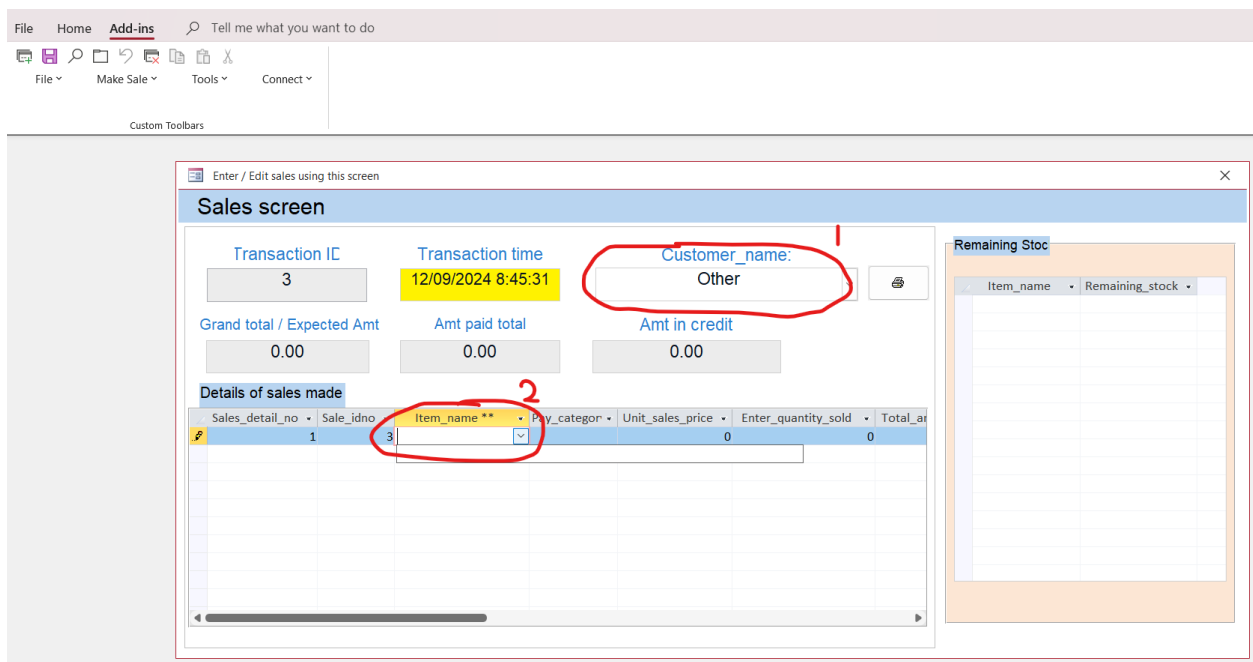 File Home Add-ins Tell me what you want to do
File Make Sale Tools Connect
Custom Toolbars
Enter / Edit sales using this screen
Sales screen
1
Transaction ID Transaction time Customer_name:
3 12/09/2024 8:45:31 Other
Grand total / Expected Amt Amt paid total Amt in credit
0.00 0.00 0.00
Details of sales made
2
Sales_detail_no Sale_idno Item_name ** Pay_categor Unit_sales_price Enter_quantity_sold Total_ar
1 3 0 0
Remaining Stoc
Item_name Remaining_stock